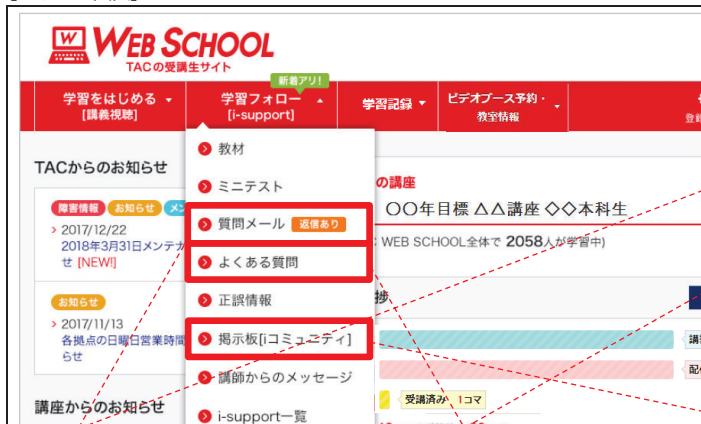 WEB SCHOOL
TACの受講生サイト
新着アリ!
学習をはじめる
[講義視聴]
学習フォロー
[i-support]
学習記録
ビデオブース予約・
教室情報
TACからのお知らせ
障害情報 お知らせ
2017/12/22
2018年3月31日メンテナ
せ [NEW!]
お知らせ
2017/11/13
各拠点の日曜日営業時間
らせ
講座からのお知らせ
教材
ミニテスト
質問メール 返信あり
よくある質問
正誤情報
掲示板[iコミュニティ]
講師からのメッセージ
i-support一覧
の講座
〇〇年目標 △△講座 ◇◇本科生
WEB SCHOOL全体で 2058人が学習中)
捗
受講済み 1コマ